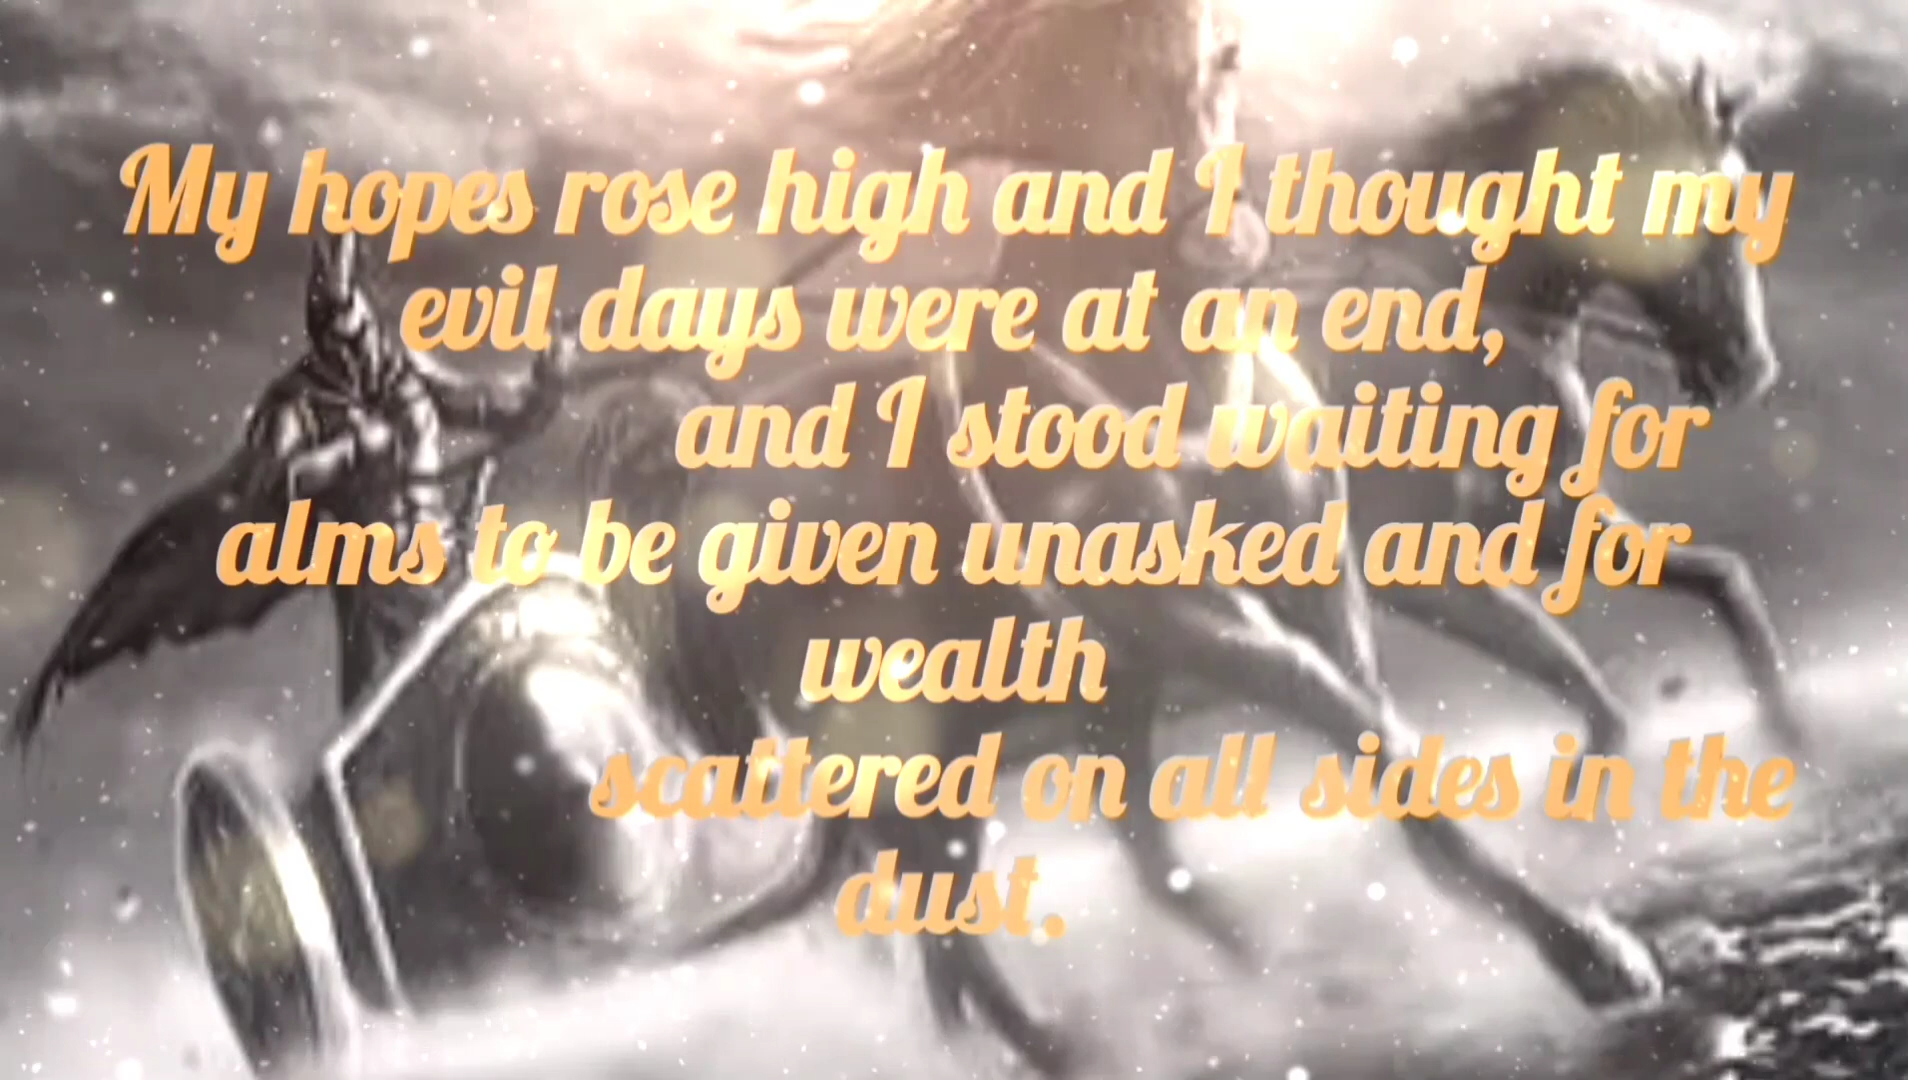 My hopes rose high and I thought my
evil days were at an end,
and I stood waiting for
alms to be given unasked and for
wealth
scattered on all sides in the
dust.